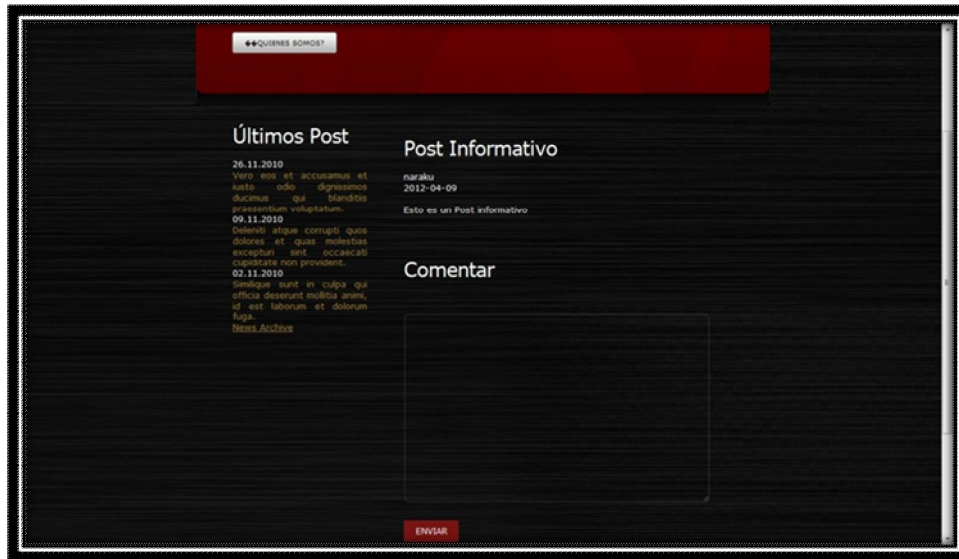 ��QUIENES SOMOS?
Últimos Post
26.11.2010
Vero eos et accusamus et
iusto odio dignissimos
ducimus qui blanditiis
praesentium voluptatum.
09.11.2010
Deleniti atque corrupti quos
dolores et quas molestias
excepturi sint occaecati
cupiditate non provident.
02.11.2010
Similique sunt in culpa qui
officia deserunt mollitia animi,
id est laborum et dolorum
fuga.
News Archive
Post Informativo
naraku
2012-04-09
Esto es un Post informativo
Comentar
ENVIAR